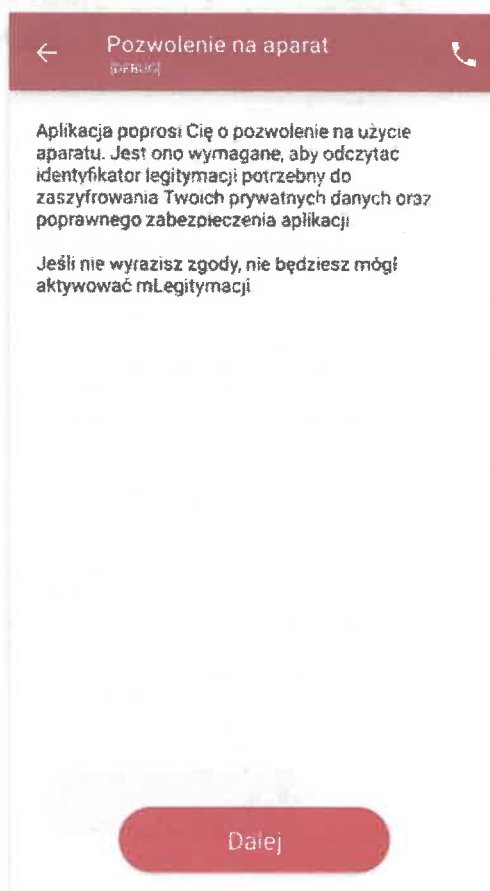 Pozwolenie na aparat
[DEBUG]
Aplikacja poprosi Cię o pozwolenie na użycie
aparatu. Jest ono wymagane, aby odczytać
identyfikator legitymacji potrzebny do
zaszyfrowania Twoich prywatnych danych oraz
poprawnego zabezpieczenia aplikacji
Jeśli nie wyrazisz zgody, nie będziesz mógł
aktywować mLegitymacji
Dalej